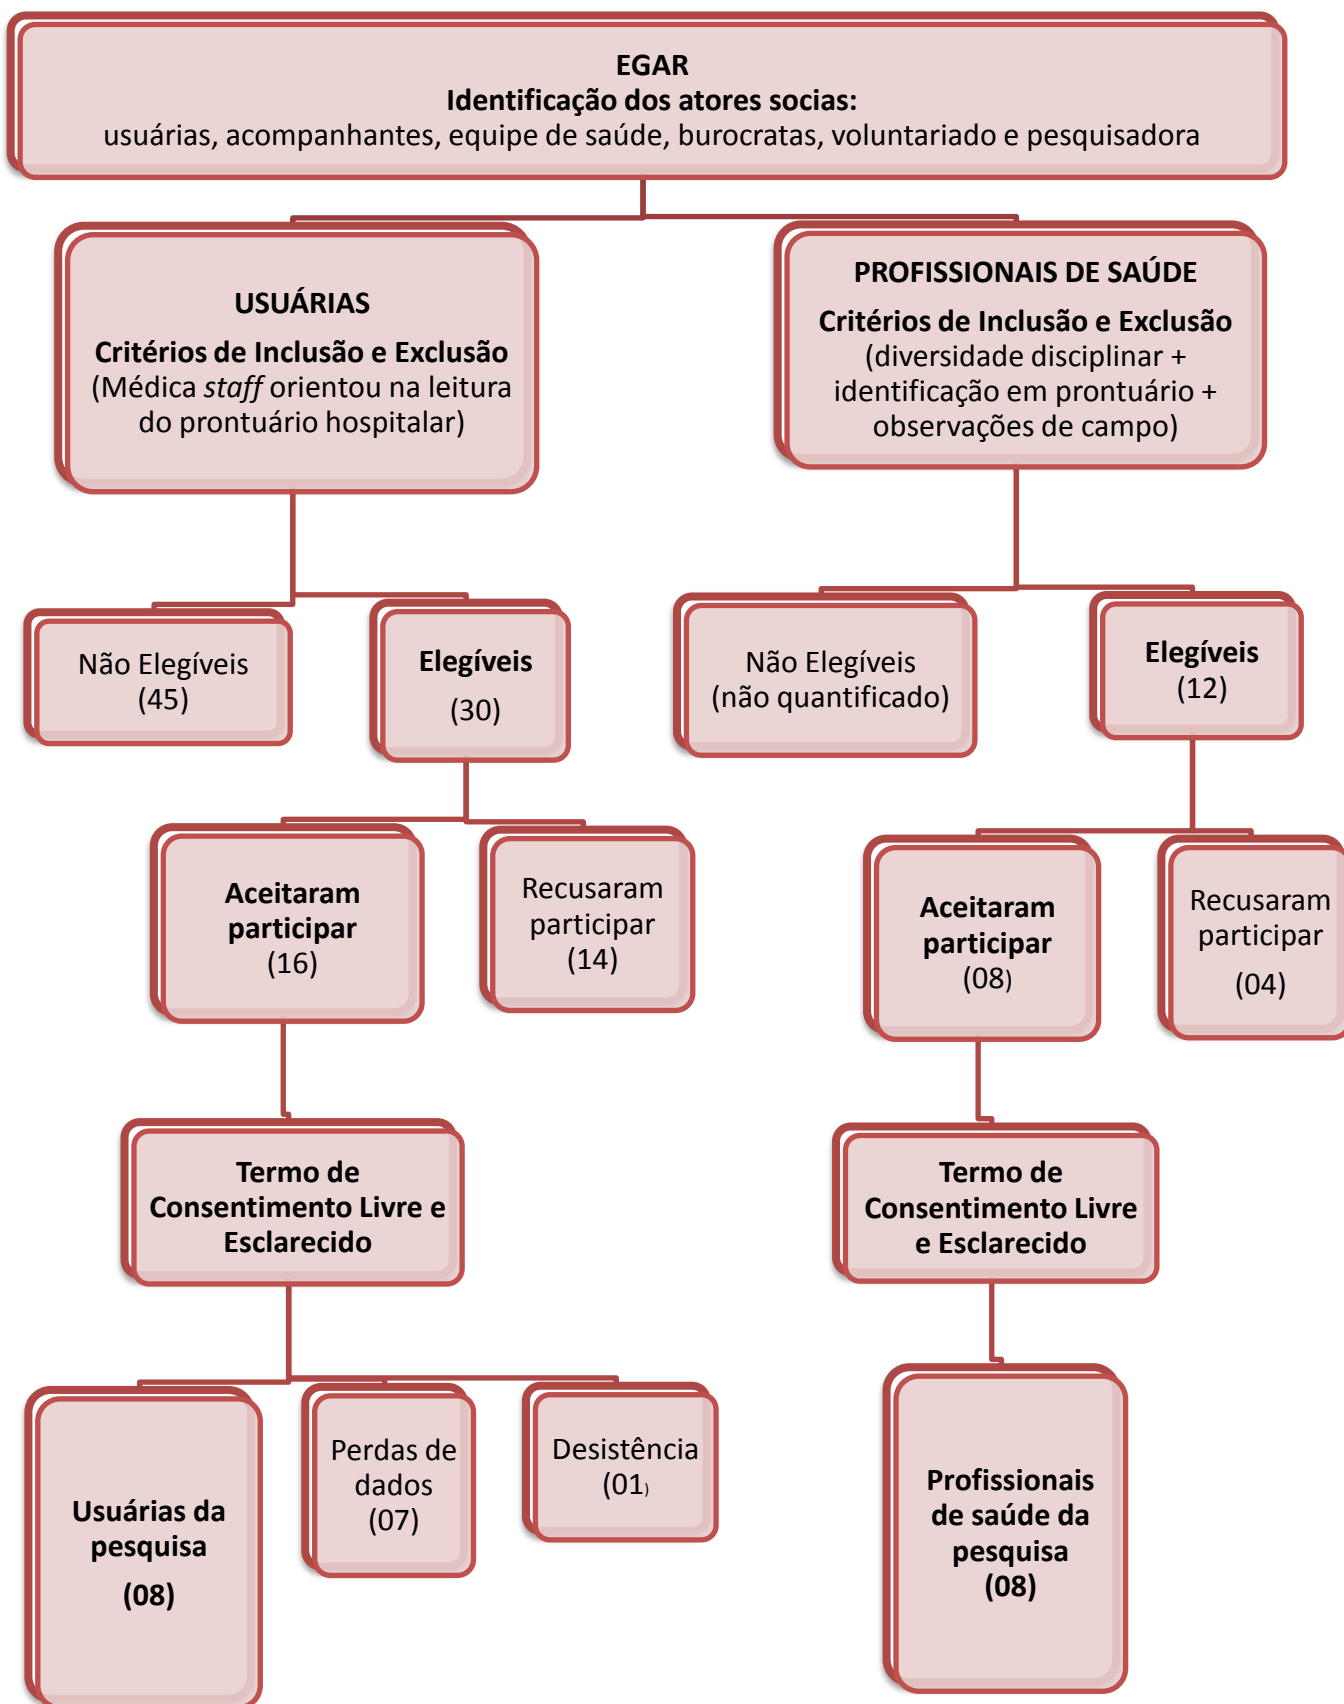 EGAR
Identificação dos atores socias:
usuárias, acompanhantes, equipe de saúde, burocratas, voluntariado e pesquisadora
USUÁRIAS
Critérios de Inclusão e Exclusão
(Médica staff orientou na leitura
do prontuário hospitalar)
PROFISSIONAIS DE SAÚDE
Critérios de Inclusão e Exclusão
(diversidade disciplinar +
identificação em prontuário +
observações de campo)
Não Elegíveis
(45)
Elegíveis
(30)
Não Elegíveis
(não quantificado)
Elegíveis
(12)
Aceitaram
participar
(16)
Recusaram
participar
(14)
Aceitaram
participar
(08)
Recusaram
participar
(04)
Termo de
Consentimento Livre e
Esclarecido
Termo de
Consentimento Livre
e Esclarecido
Usuárias da
pesquisa
(08)
Perdas de
dados
(07)
Desistência
(01)
Profissionais
de saúde da
pesquisa
(08)